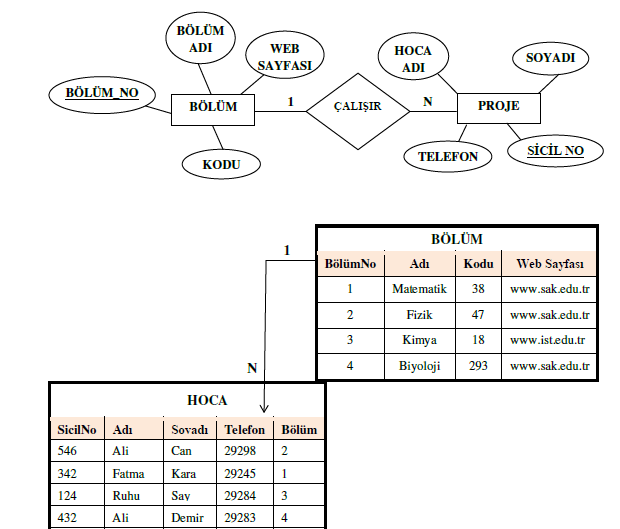 BÖLÜM
ADI
WEB
SAYFASI
BÖLÜM_NO
BÖLÜM
KODU
1
ÇALIŞIR
N
HOCA
ADI
SOYADI
PROJE
TELEFON
SİCİL NO
BÖLÜM
BölümNo Adı Kodu Web Sayfası
1 Matematik 38 www.sak.edu.tr
2 Fizik 47 www.sak.edu.tr
3 Kimya 18 www.ist.edu.tr
4 Biyoloji 293 www.sak.edu.tr
1
N
HOCA
SicilNo Adı Soyadı Telefon Bölüm
546 Ali Can 29298 2
342 Fatma Kara 29245 1
124 Ruhu Say 29284 3
432 Ali Demir 29283 4